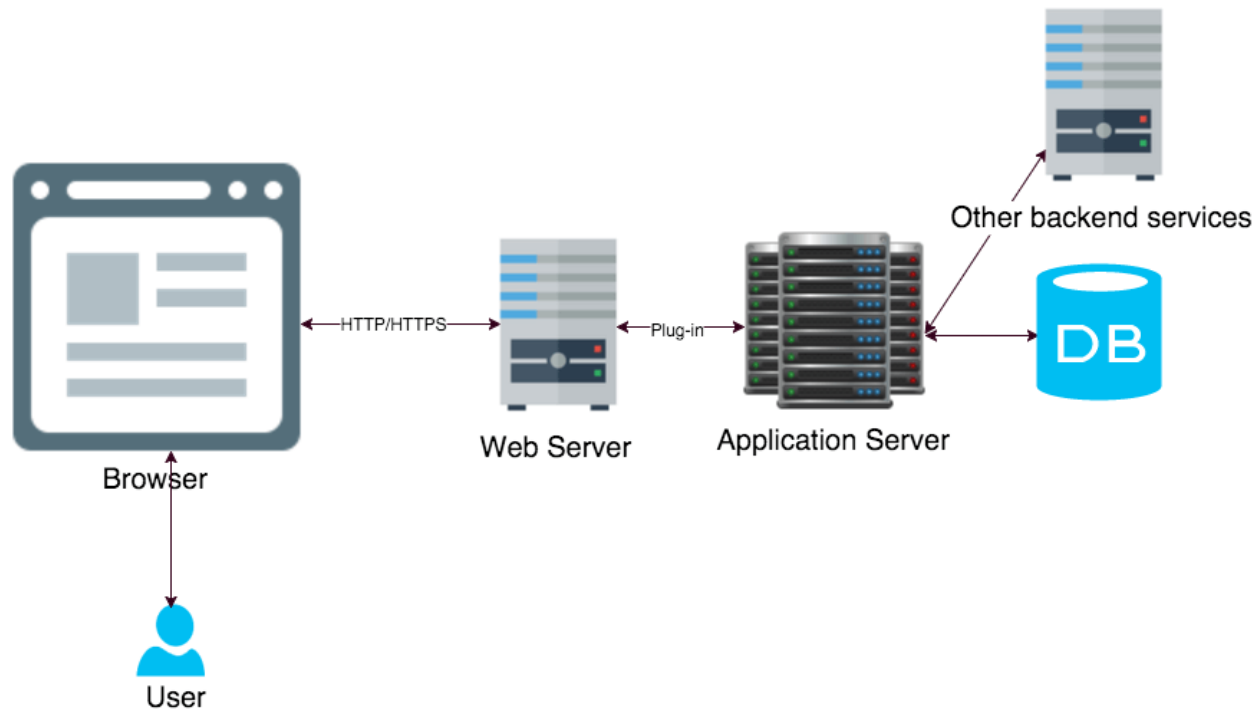 Other backend services
DB
HTTP/HTTPS
Plug-in
Web Server
Application Server
Browser
User